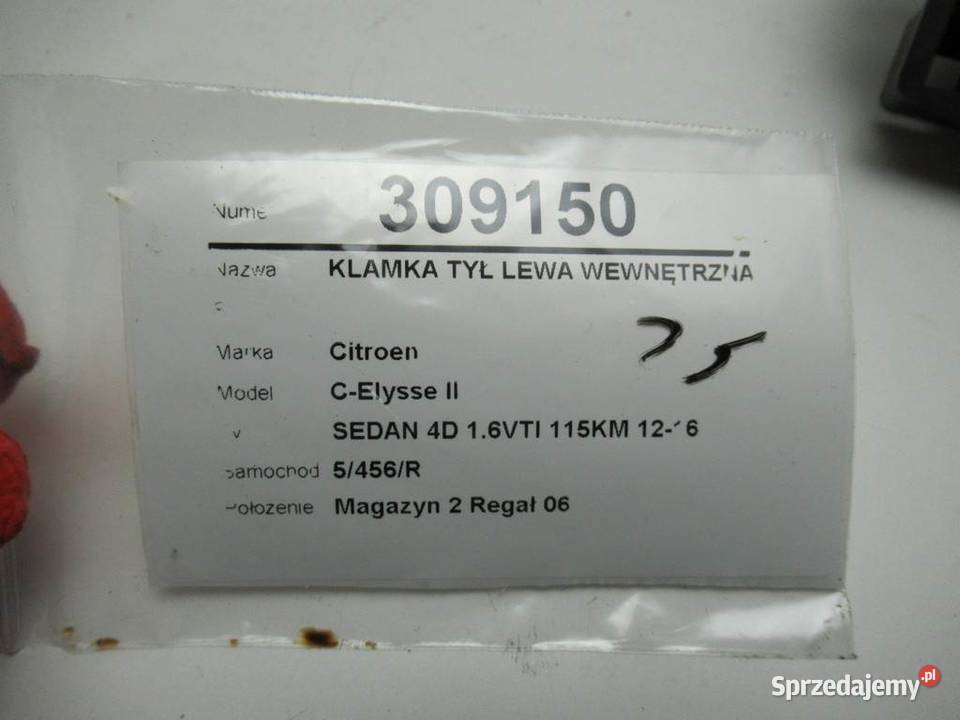 Nume 309150
Nazwa KLAMKA TYŁ LEWA WEWNĘTRZNA
Marka Citroen
Model C-Elysse II
SEDAN 4D 1.6VTI 115KM 12-16
Samochod 5/456/R
Położenie Magazyn 2 Regał 06
Sprzedajemy.pl